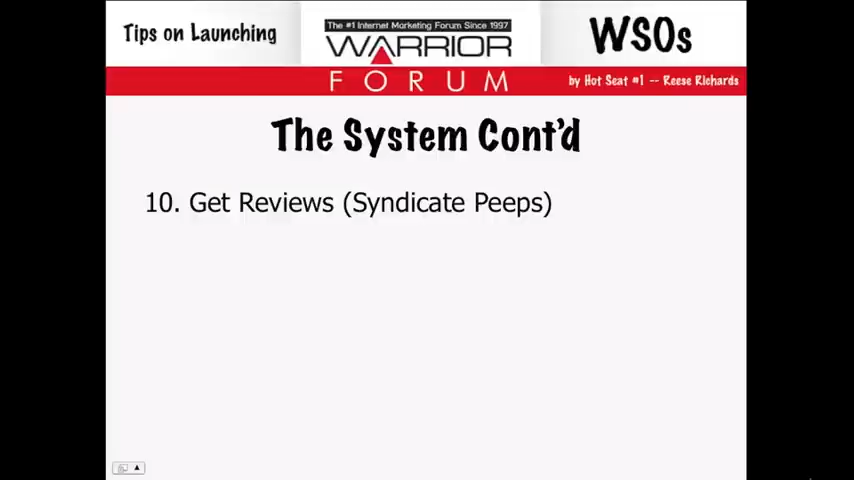 Tips on Launching
The #1 Internet Marketing Forum Since 1997
WARRIOR
FORUM
WSOs
by Hot Seat #1 -- Reese Richards
The System Cont'd
10. Get Reviews (Syndicate Peeps)